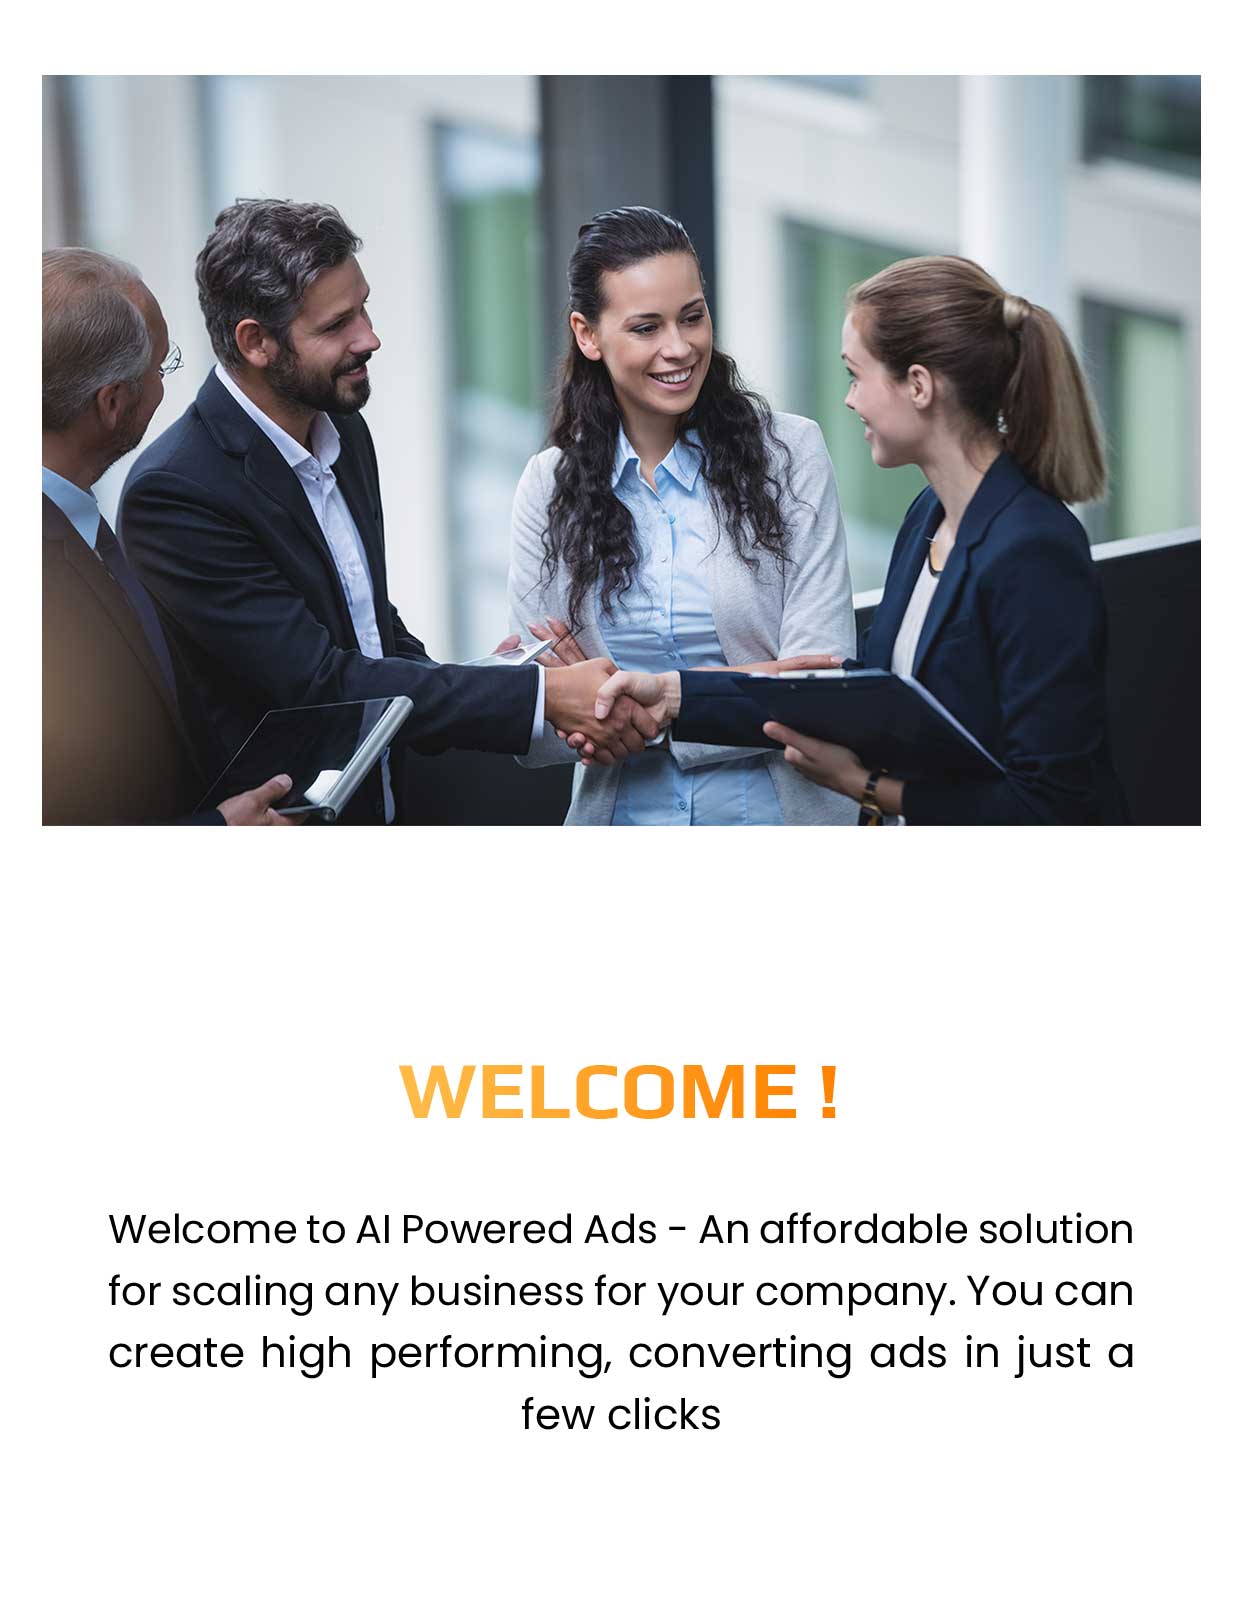 WELCOME !
Welcome to AI Powered Ads - An affordable solution
for scaling any business for your company. You can
create high performing, converting ads in just a
few clicks